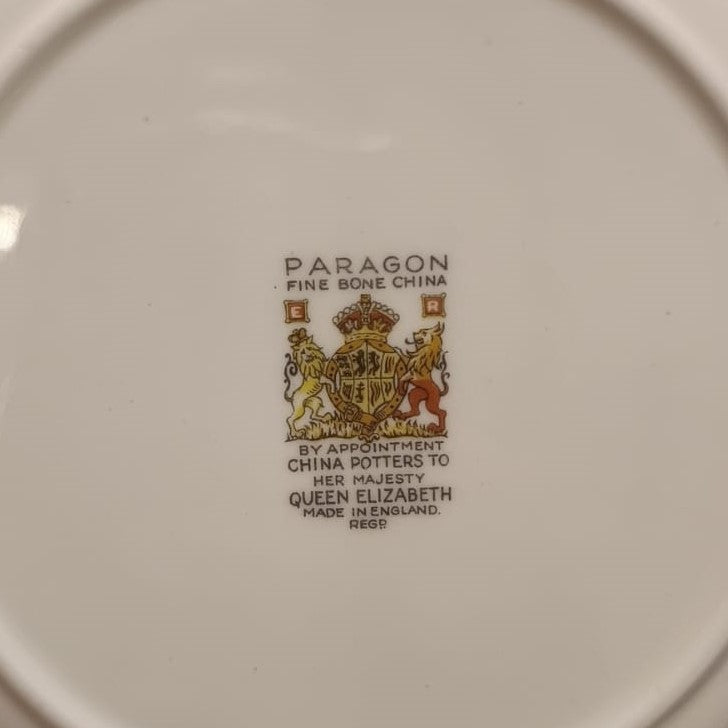 PARAGON
FINE BONE CHINA
E R
BY APPOINTMENT
CHINA POTTERS TO
HER MAJESTY
QUEEN ELIZABETH
MADE IN ENGLAND.
REGD